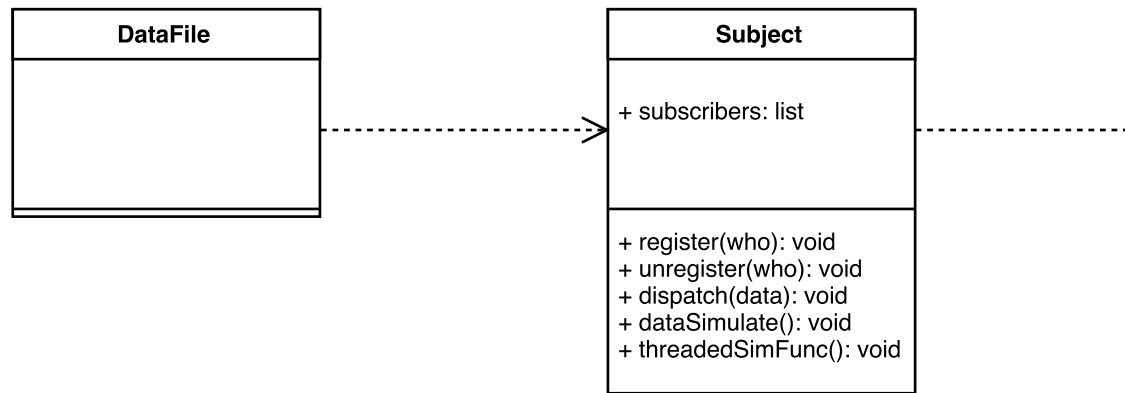 DataFile
Subject
+ subscribers: list
+ register(who): void
+ unregister(who): void
+ dispatch(data): void
+ dataSimulate(): void
+ threadedSimFunc(): void